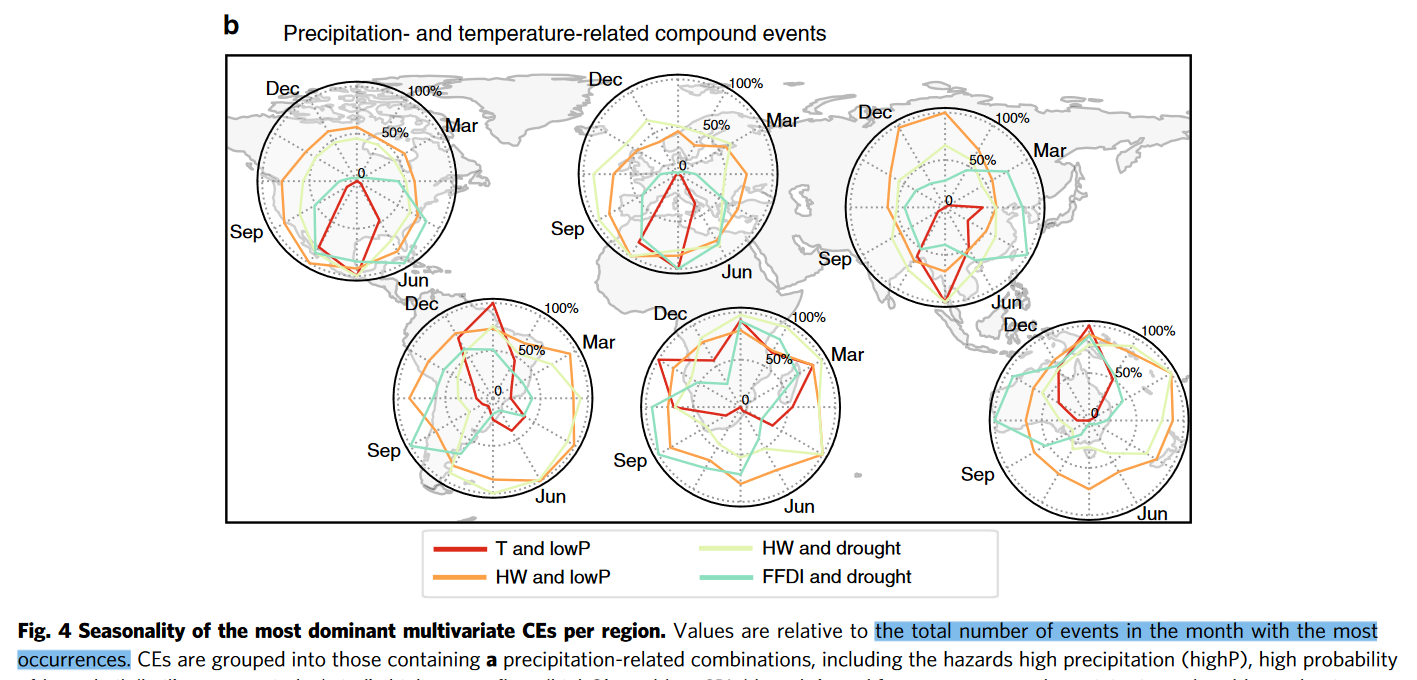 b Precipitation- and temperature-related compound events
Dec 100% 50% Mar 0 Sep Jun
Dec 100% 50% Mar 0 Sep Jun
Dec 100% 50% Mar 0 Sep Jun
Dec 100% 50% Mar 0 Sep Jun
Dec 100% 50% Mar 0 Sep Jun
Dec 100% 50% 0 Sep Jun
T and lowP HW and drought
HW and lowP FFDI and drought
Fig. 4 Seasonality of the most dominant multivariate CEs per region. Values are relative to the total number of events in the month with the most
occurrences. CEs are grouped into those containing a precipitation-related combinations, including the hazards high precipitation (highP), high probability